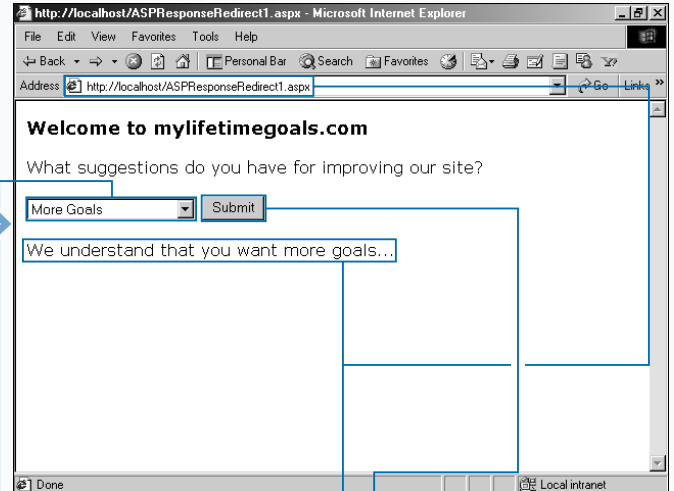 http://localhost/ASPResponseRedirect1.aspx - Microsoft Internet Explorer
File Edit View Favorites Tools Help
Back Personal Bar Search Favorites
Address http://localhost/ASPResponseRedirect1.aspx Go Links »
Welcome to mylifetimegoals.com
What suggestions do you have for improving our site?
More Goals Submit
We understand that you want more goals...
Done Local intranet